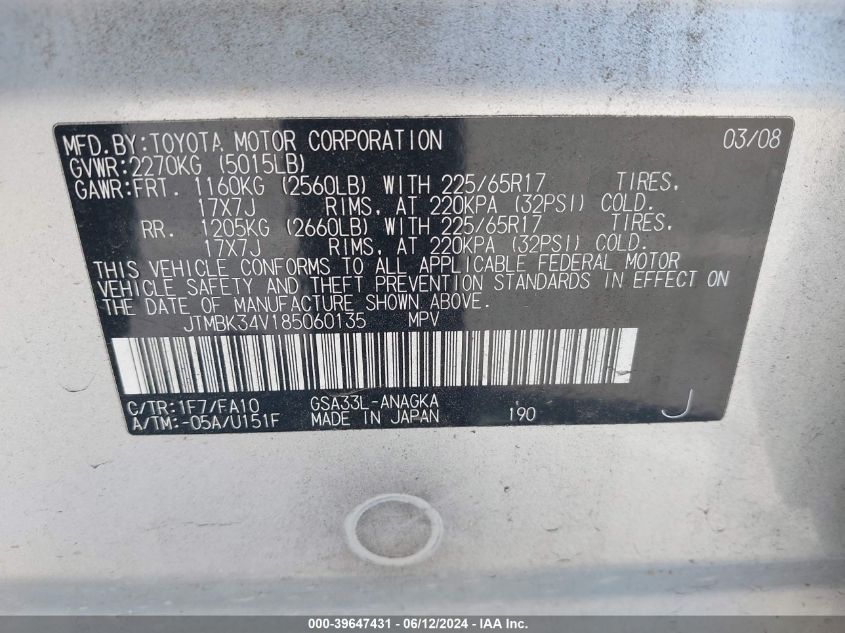 MFD.BY:TOYOTA MOTOR CORPORATION 03/08
GVWR:2270KG (5015LB)
GAWR:FRT. 1160KG (2560LB) WITH 225/65R17 TIRES,
17X7J RIMS, AT 220KPA (32PSI) COLD.
RR. 1205KG (2660LB) WITH 225/65R17 TIRES,
17X7J RIMS, AT 220KPA (32PSI) COLD.
THIS VEHICLE CONFORMS TO ALL APPLICABLE FEDERAL MOTOR
VEHICLE SAFETY AND THEFT PREVENTION STANDARDS IN EFFECT ON
THE DATE OF MANUFACTURE SHOWN ABOVE.
JTMBK34V185060135 MPV
C/TR:1F7/FA10 GSA33L-ANAGKA
A/TM:-05A/U151F MADE IN JAPAN 190 J
000-39647431 - 06/12/2024 - IAA Inc.